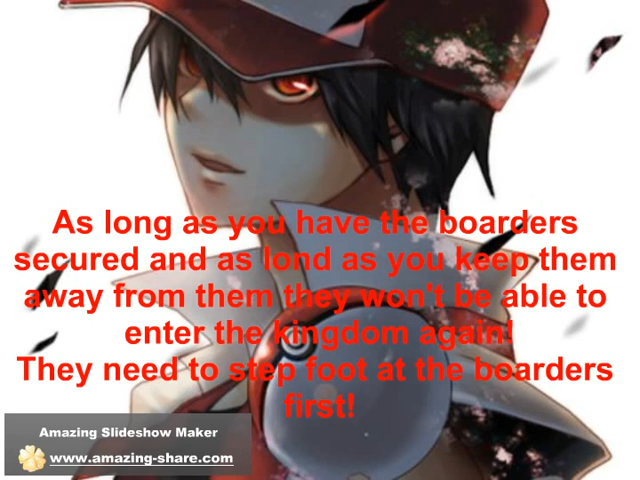 As long as you have the boarders
secured and as lond as you keep them
away from them they won't be able to
enter the kingdom again!
They need to step foot at the boarders
first!
Amazing Slideshow Maker
www.amazing-share.com